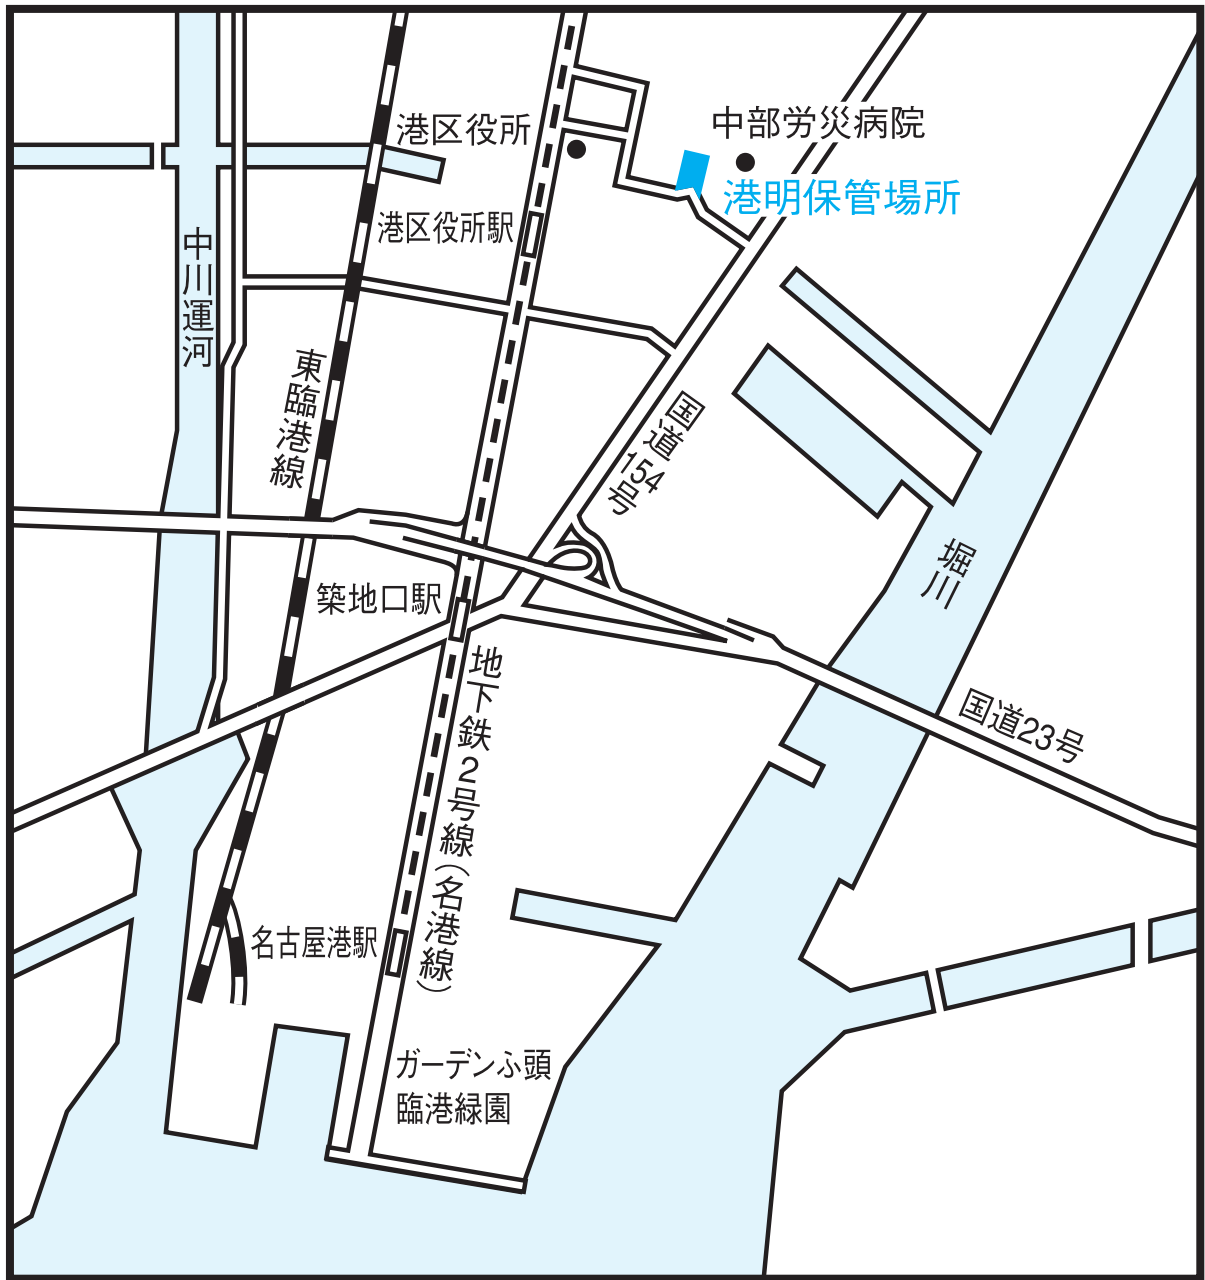 港区役所
中部労災病院
港明保管場所
港区役所駅
中川運河
東臨港線
国道154号
堀川
築地口駅
地下鉄2号線(名港線)
国道23号
名古屋港駅
ガーデンふ頭
臨港緑園